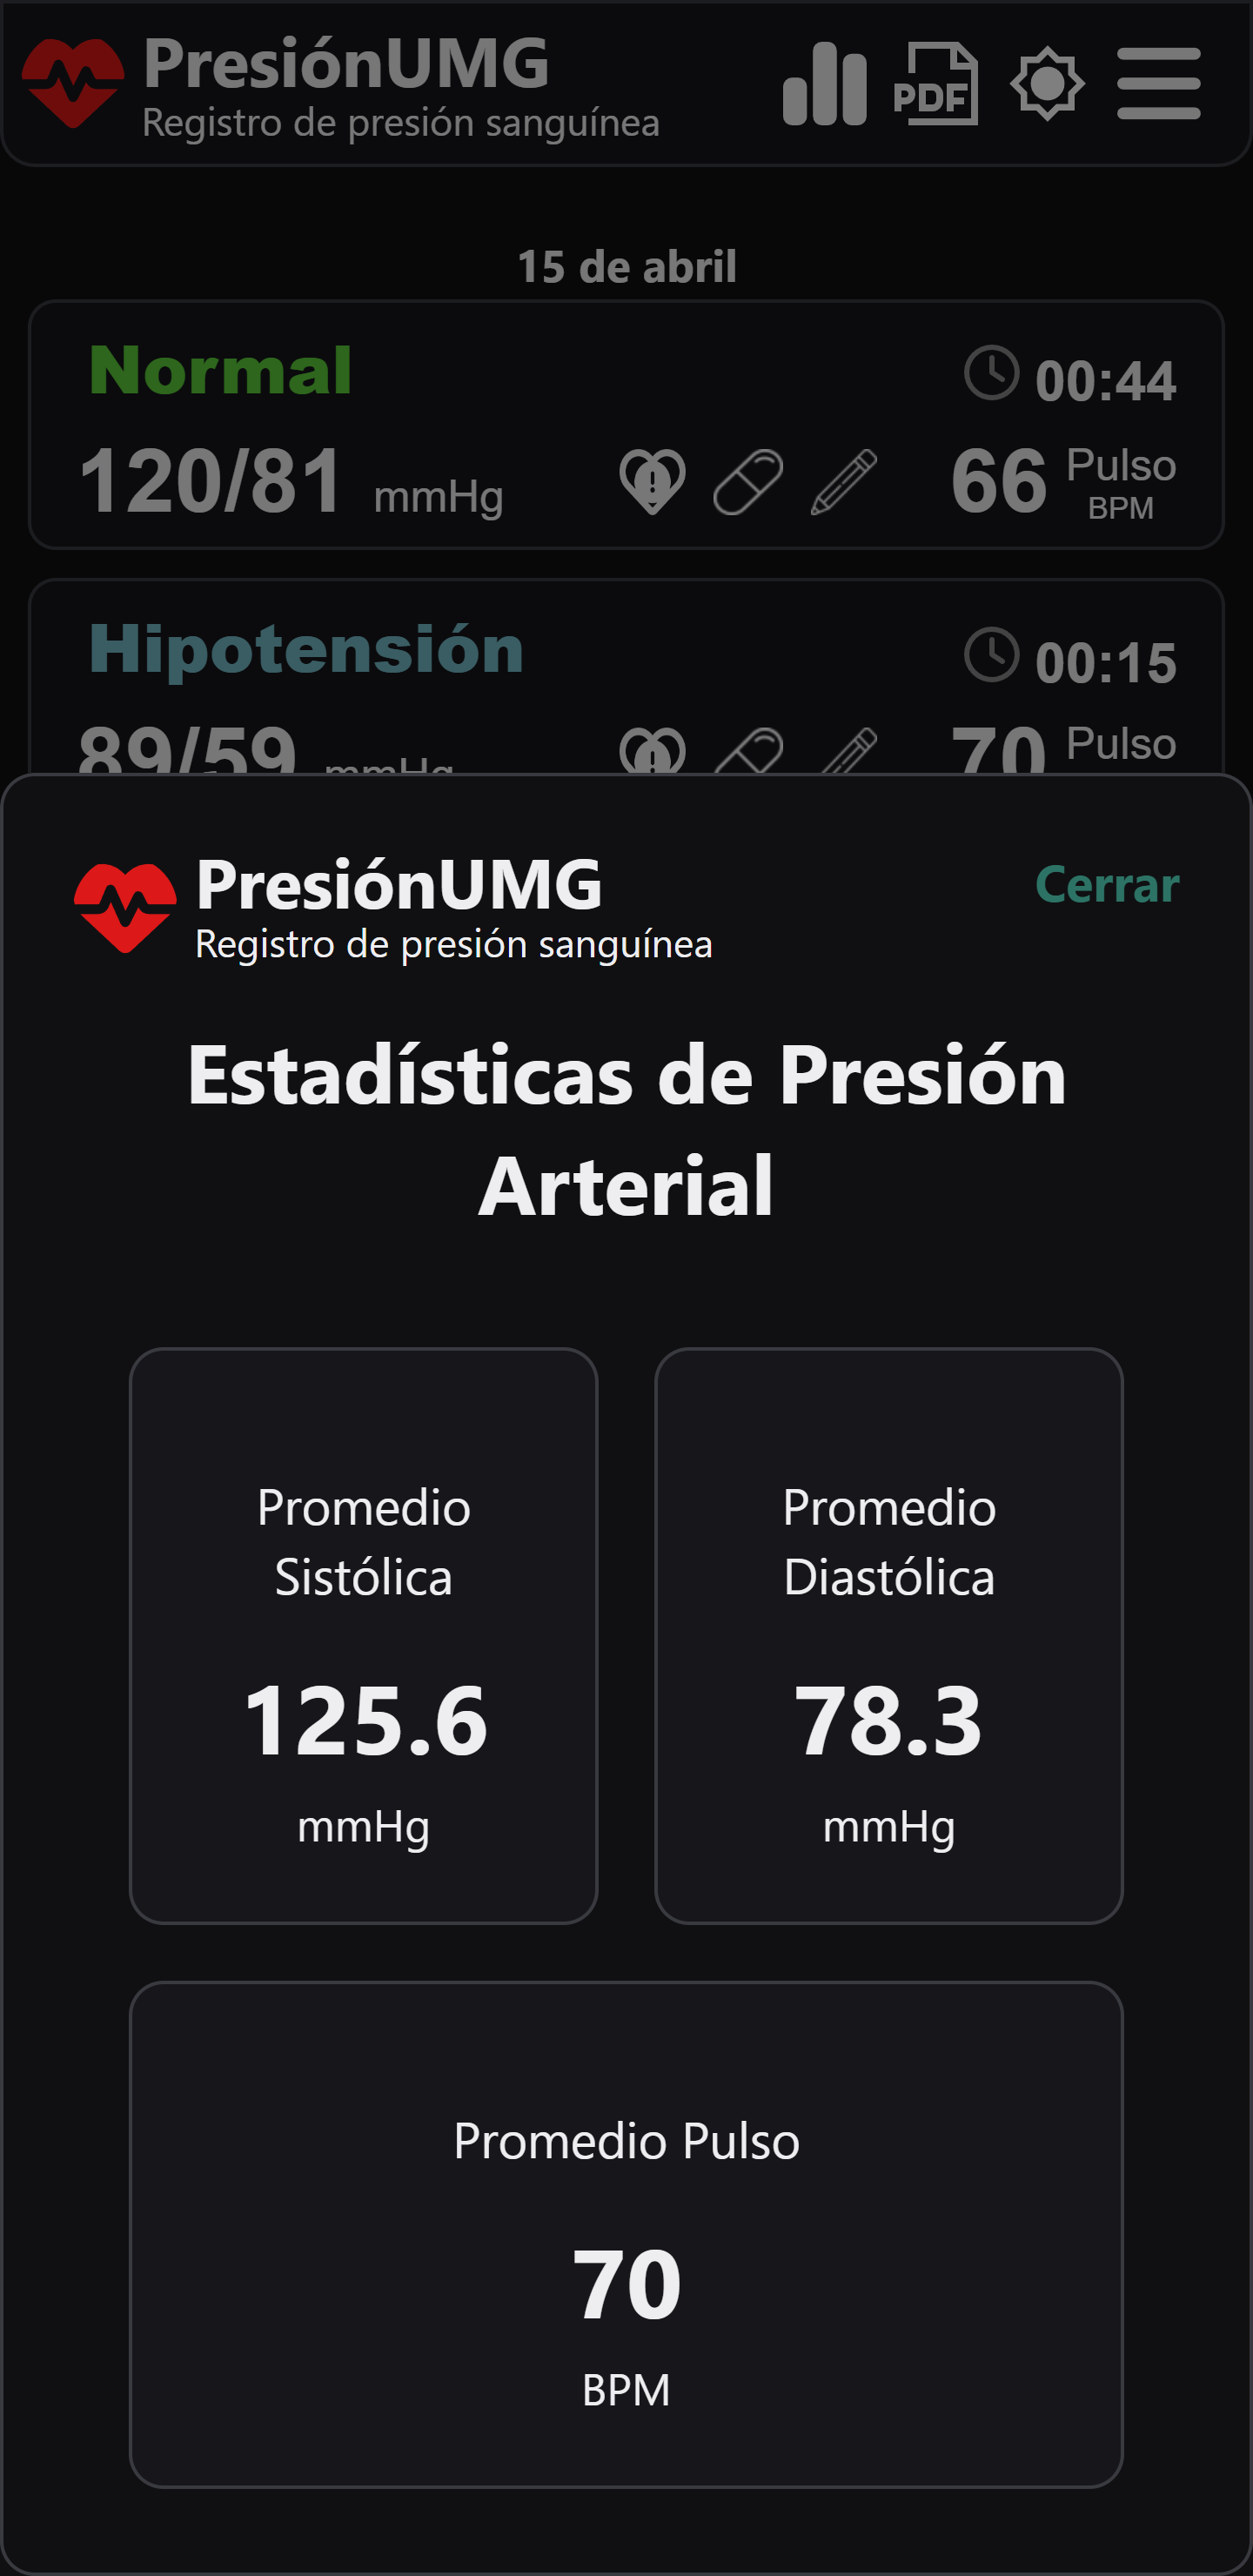 PresiónUMG
Registro de presión sanguínea
PDF
15 de abril
Normal
00:44
120/81 mmHg
66 Pulso
BPM
Hipotensión
00:15
89/59 mmHg
70 Pulso
PresiónUMG
Cerrar
Registro de presión sanguínea
Estadísticas de Presión
Arterial
Promedio
Sistólica
125.6
mmHg
Promedio
Diastólica
78.3
mmHg
Promedio Pulso
70
BPM